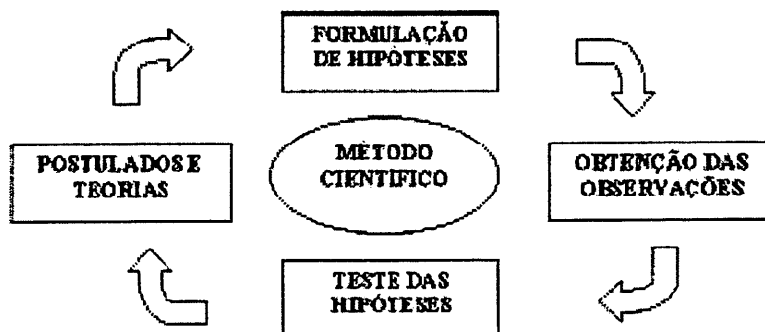 FORMULAÇÃO
DE HIPÓTESES
POSTULADOS E
TEORIAS
MÉTODO
CIENTÍFICO
OBTENÇÃO DAS
OBSERVAÇÕES
TESTE DAS
HIPÓTESES